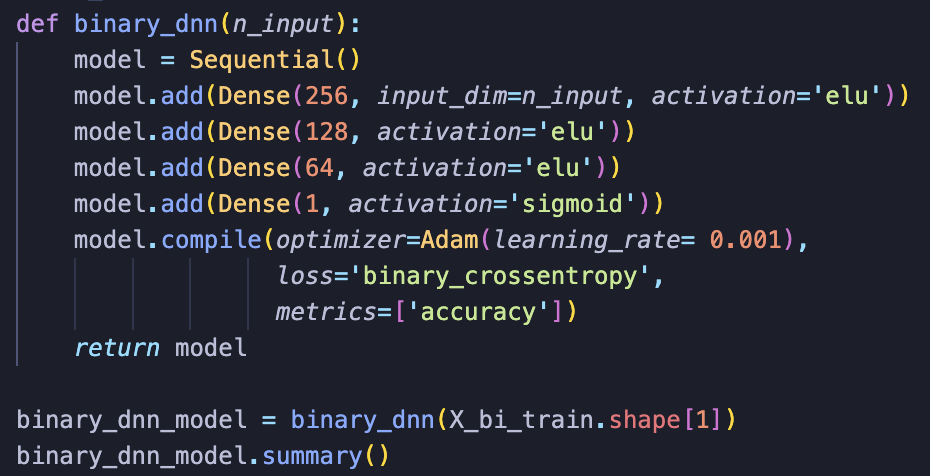 def binary_dnn(n_input):
    model = Sequential()
    model.add(Dense(256, input_dim=n_input, activation='elu'))
    model.add(Dense(128, activation='elu'))
    model.add(Dense(64, activation='elu'))
    model.add(Dense(1, activation='sigmoid'))
    model.compile(optimizer=Adam(learning_rate= 0.001),
                  loss='binary_crossentropy',
                  metrics=['accuracy'])
    return model

binary_dnn_model = binary_dnn(X_bi_train.shape[1])
binary_dnn_model.summary()